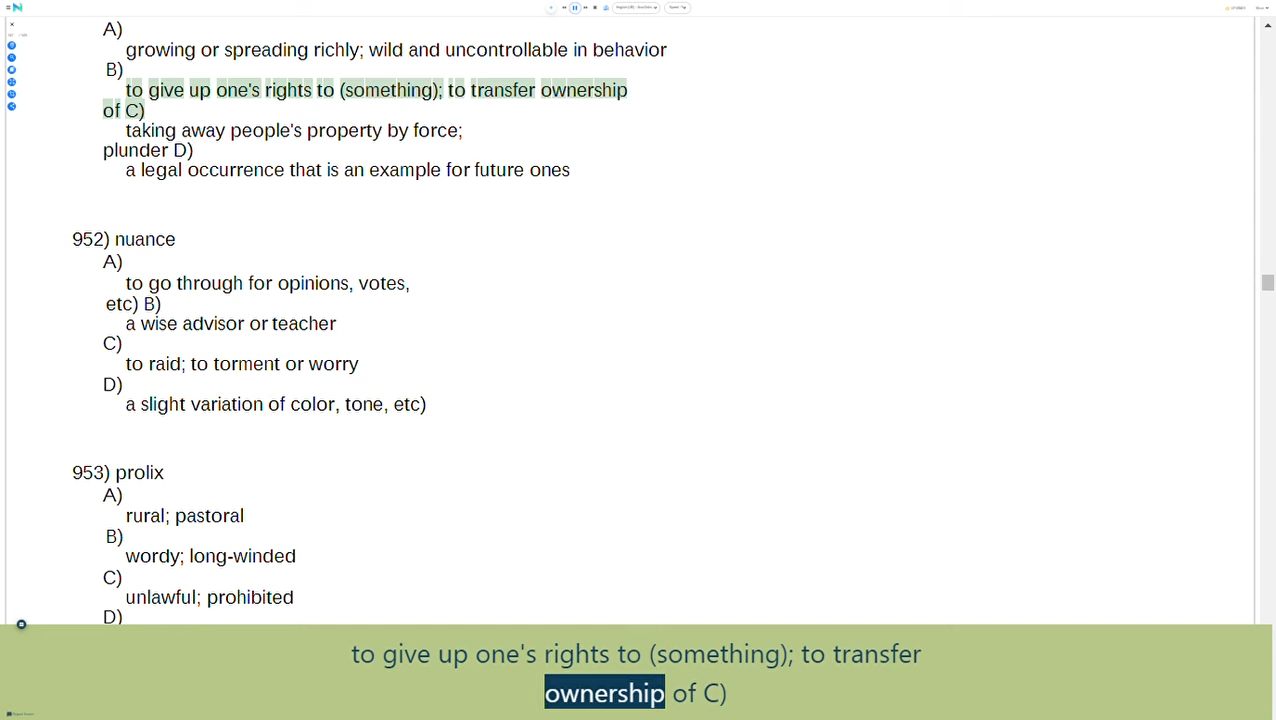 A)
growing or spreading richly; wild and uncontrollable in behavior
B)
to give up one's rights to (something); to transfer ownership
of C)
taking away people's property by force;
plunder D)
a legal occurrence that is an example for future ones
952) nuance
A)
to go through for opinions, votes,
etc) B)
a wise advisor or teacher
C)
to raid; to torment or worry
D)
a slight variation of color, tone, etc)
953) prolix
A)
rural; pastoral
B)
wordy; long-winded
C)
unlawful; prohibited
D)
to give up one's rights to (something); to transfer
ownership of C)